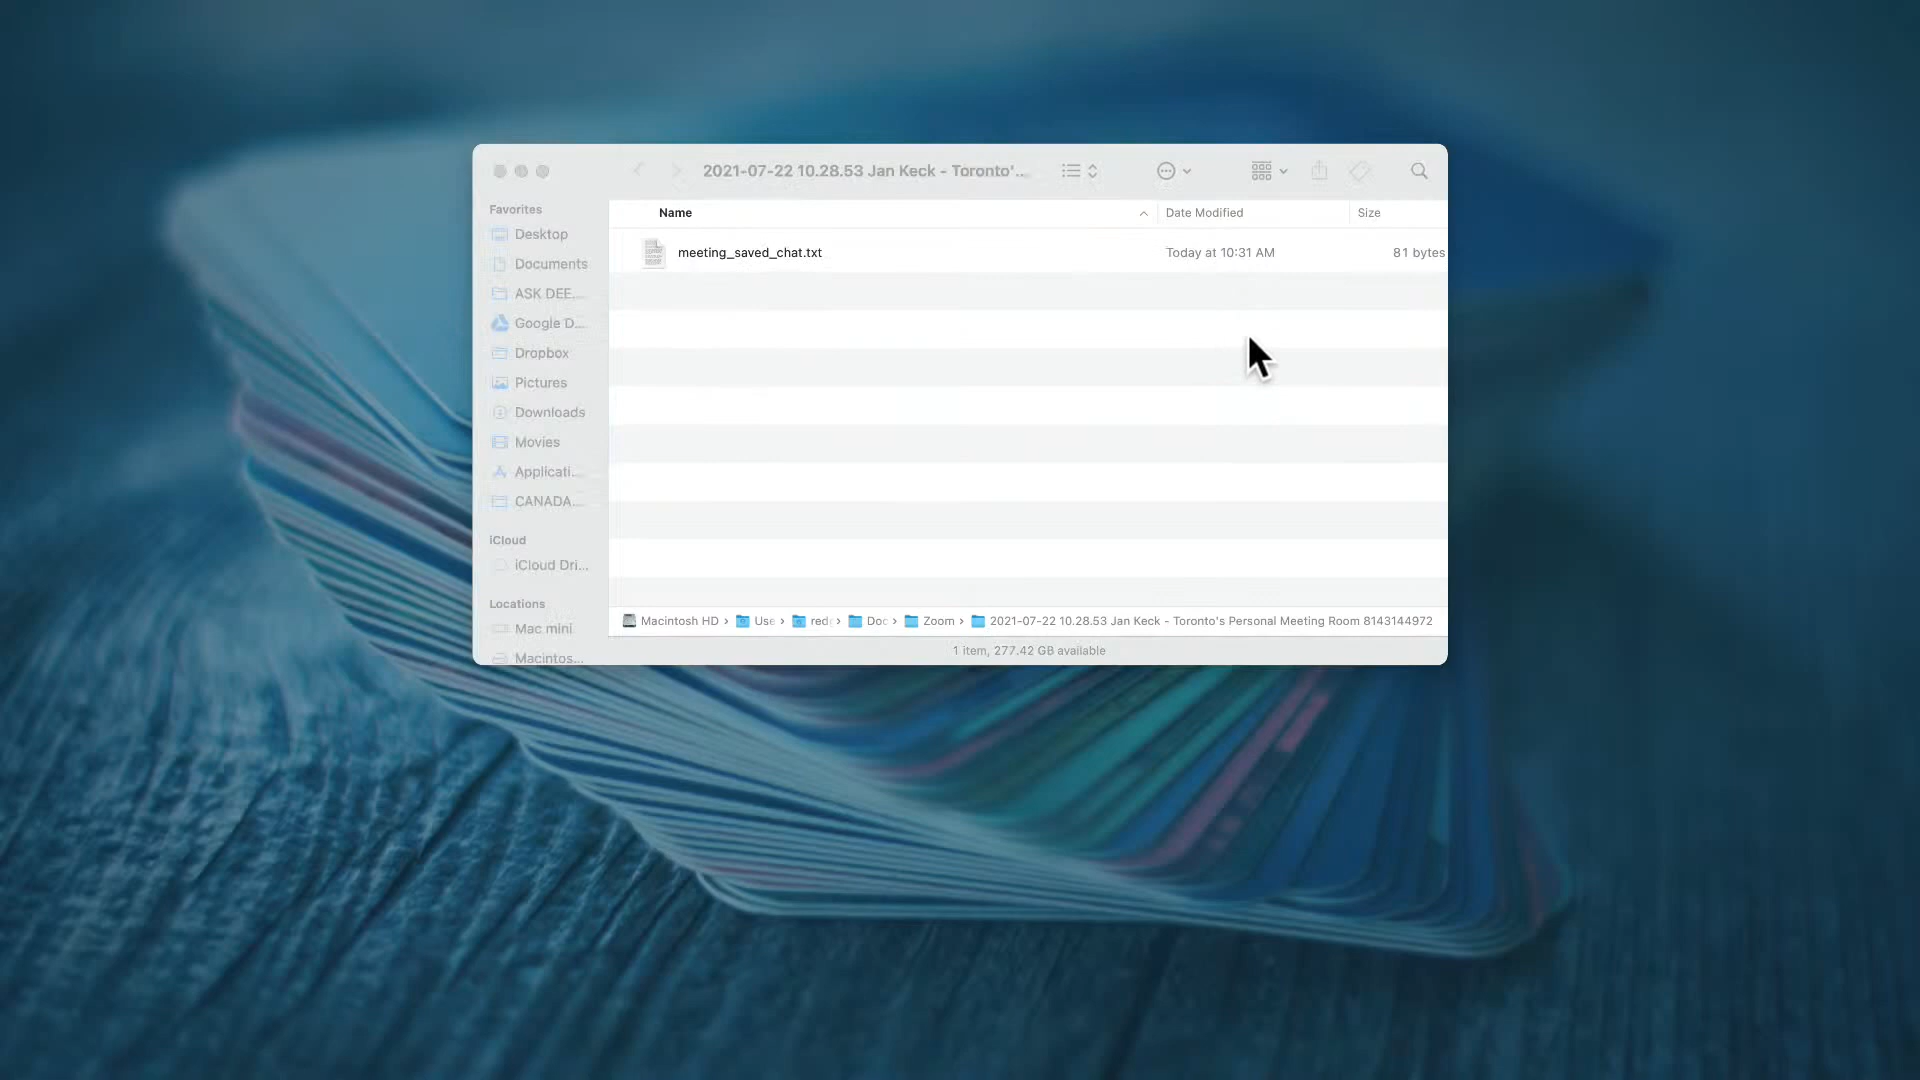 2021-07-22 10.28.53 Jan Keck - Toronto'...
Favorites
Desktop
Documents
ASK DEE...
Google D...
Dropbox
Pictures
Downloads
Movies
Applicati...
CANADA...
iCloud
iCloud Dri...
Locations
Mac mini
Macintos...
Name
Date Modified
Size
meeting_saved_chat.txt
Today at 10:31 AM
81 bytes
Macintosh HD › Use › red › Doc › Zoom › 2021-07-22 10.28.53 Jan Keck - Toronto's Personal Meeting Room 8143144972
1 item, 277.42 GB available